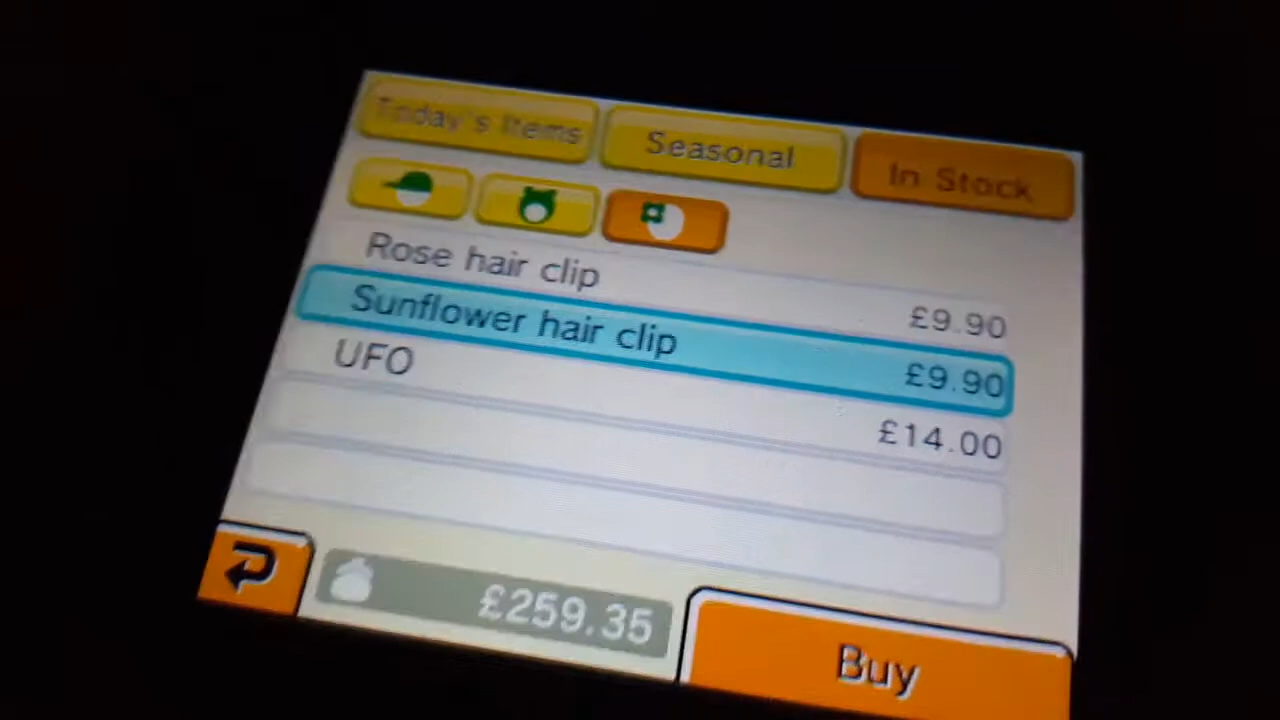 Today's Items
Seasonal
In Stock
Rose hair clip £9.90
Sunflower hair clip £9.90
UFO £14.00
£259.35
Buy